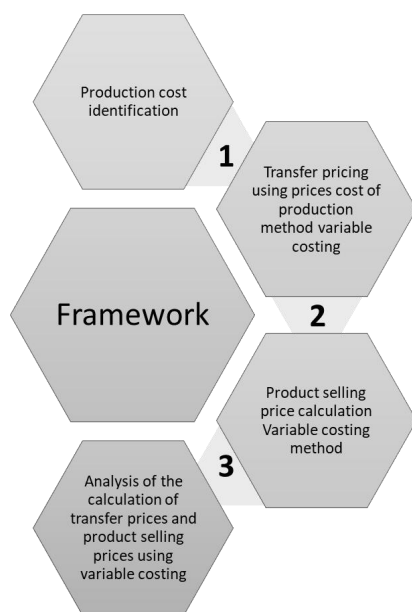 Production cost
identification
1
Transfer pricing
using prices cost of
production
method variable
costing
Framework
2
Product selling
price calculation
Variable costing
method
3
Analysis of the
calculation of
transfer prices and
product selling
prices using
variable costing